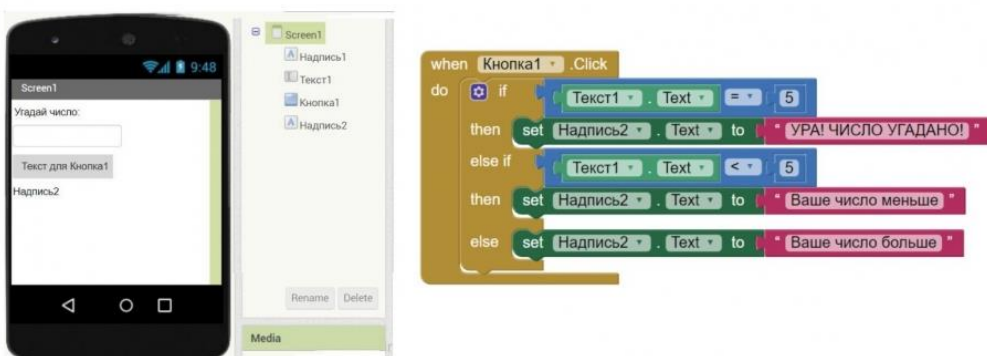 9:48
Screen1
Угадай число:
Текст для Кнопка1
Надпись2
Screen1
Надпись1
Текст1
Кнопка1
Надпись2
Rename Delete
Media
when Кнопка1 .Click
do if Текст1 . Text = 5
then set Надпись2 . Text to " УРА! ЧИСЛО УГАДАНО! "
else if Текст1 . Text < 5
then set Надпись2 . Text to " Ваше число меньше "
else set Надпись2 . Text to " Ваше число больше "